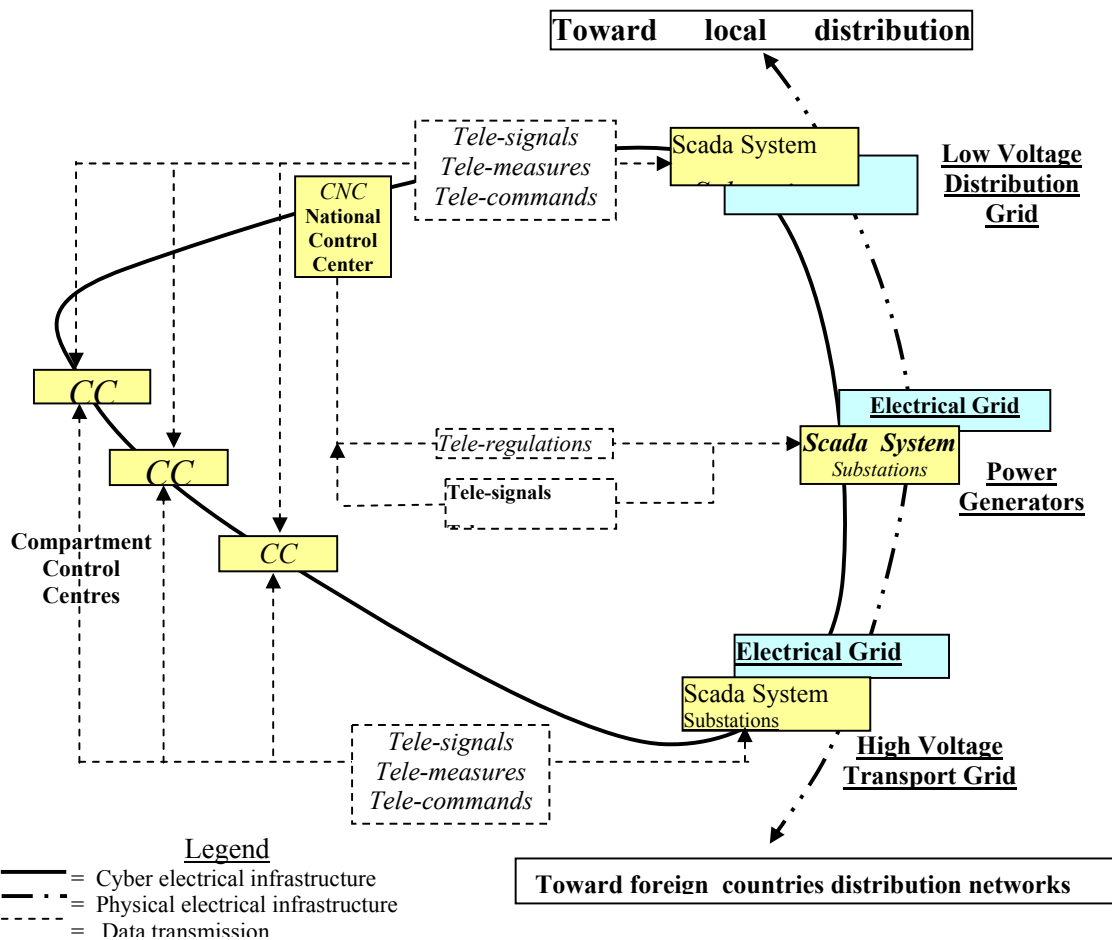 Toward local distribution
Tele-signals
Tele-measures
Tele-commands
Scada System
Low Voltage
Distribution
Grid
CNC
National
Control
Center
CC
CC
CC
Compartment
Control
Centres
Tele-regulations
Tele-signals
Electrical Grid
Scada System
Substations
Power
Generators
Electrical Grid
Scada System
Substations
Tele-signals
Tele-measures
Tele-commands
High Voltage
Transport Grid
Toward foreign countries distribution networks
Legend
= Cyber electrical infrastructure
= Physical electrical infrastructure
= Data transmission